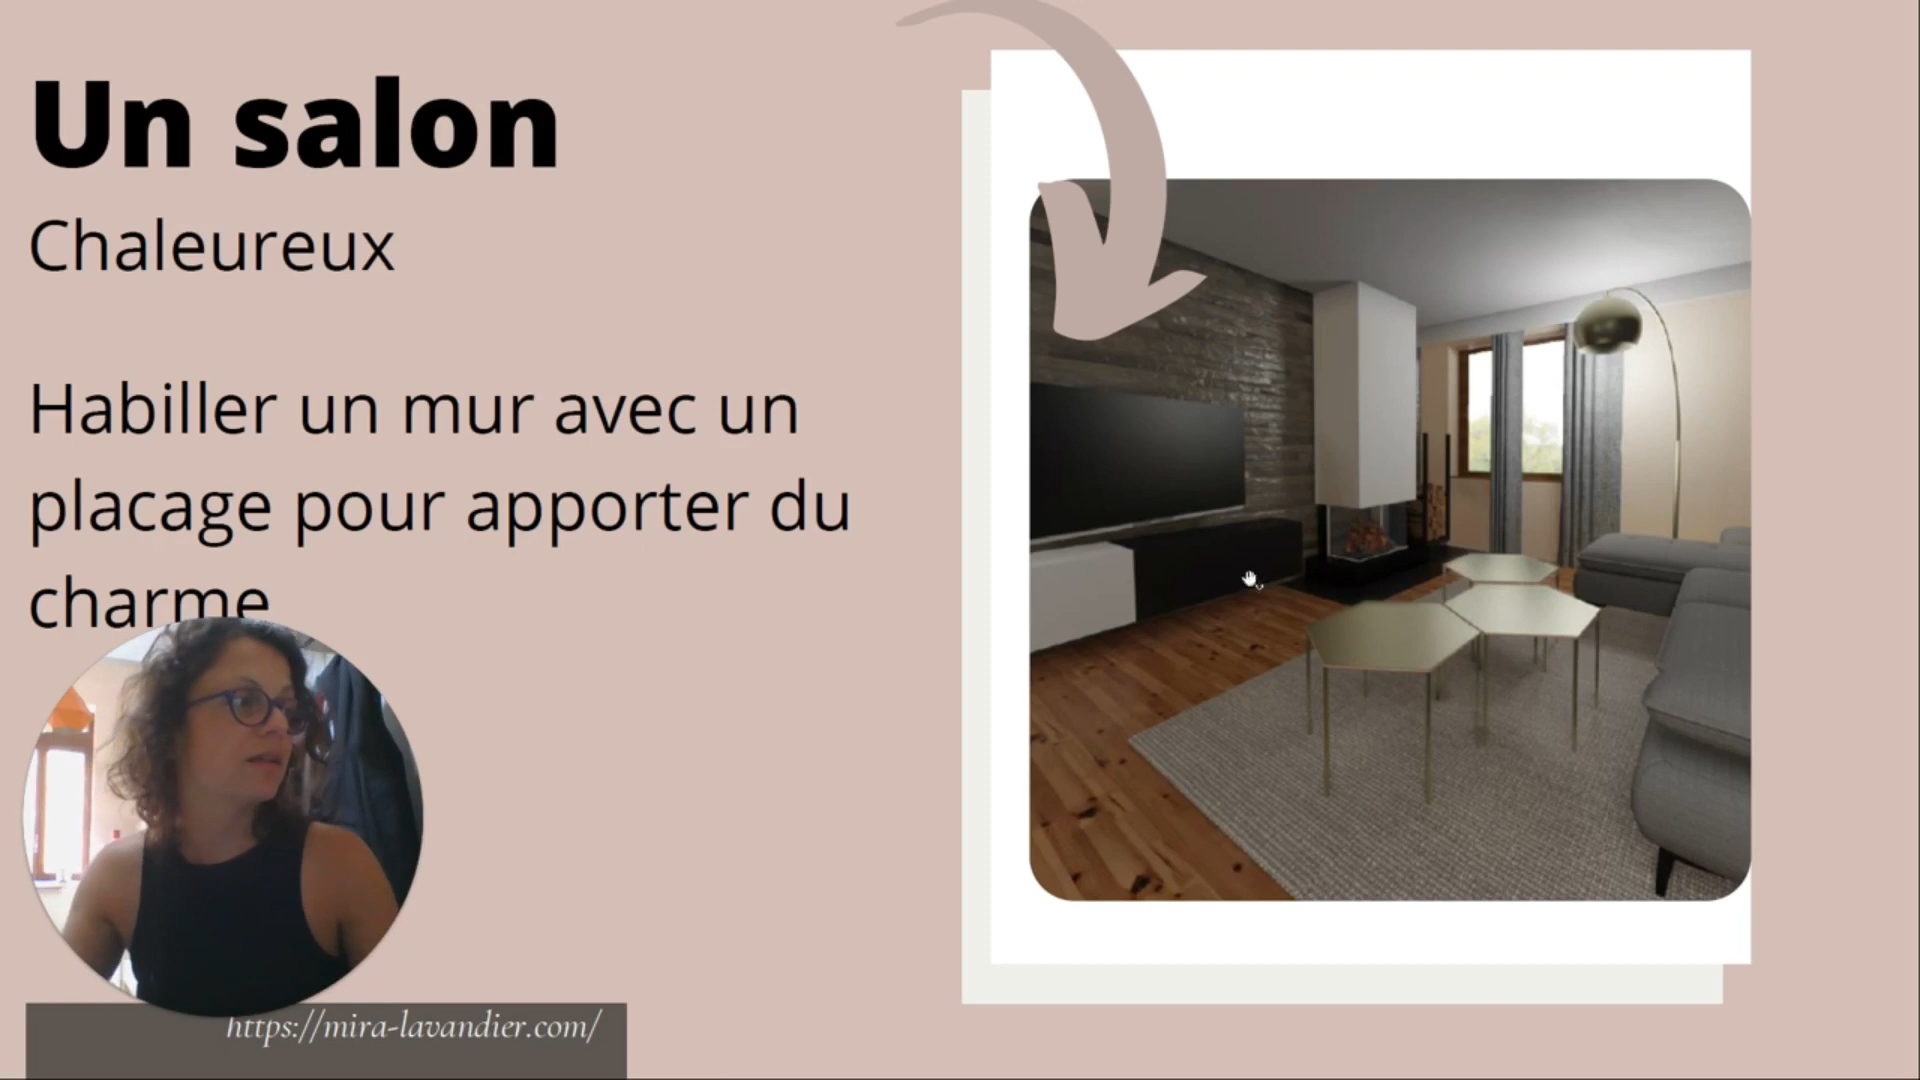 Un salon
Chaleureux
Habiller un mur avec un
placage pour apporter du
charme
https://mira-lavandier.com/